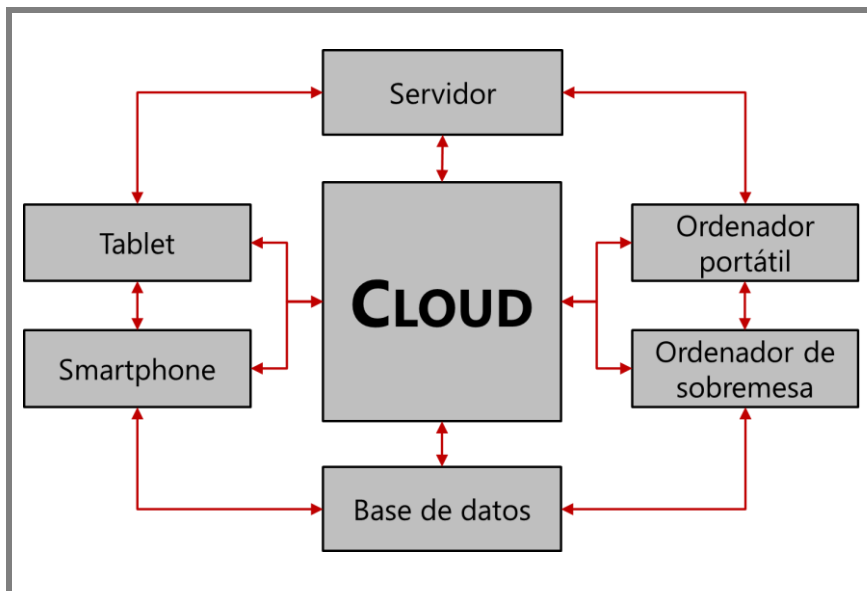 Servidor
Tablet
Ordenador
portátil
CLOUD
Smartphone
Ordenador de
sobremesa
Base de datos